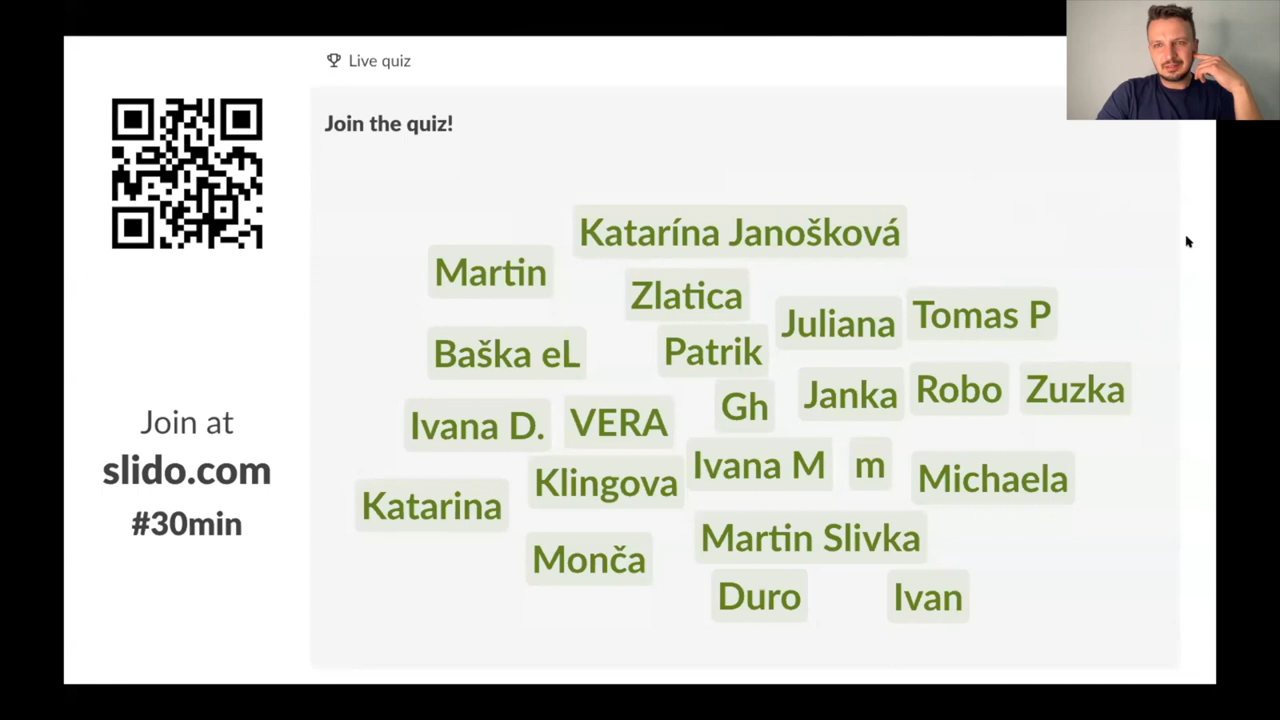 Live quiz
Join the quiz!
Katarína Janošková
Martin
Zlatica
Juliana
Tomas P
Baška eL
Patrik
Gh
Janka
Robo
Zuzka
Ivana D.
VERA
Ivana M
m
Michaela
Klingova
Katarina
Martin Slivka
Monča
Duro
Ivan
Join at
slido.com
#30min